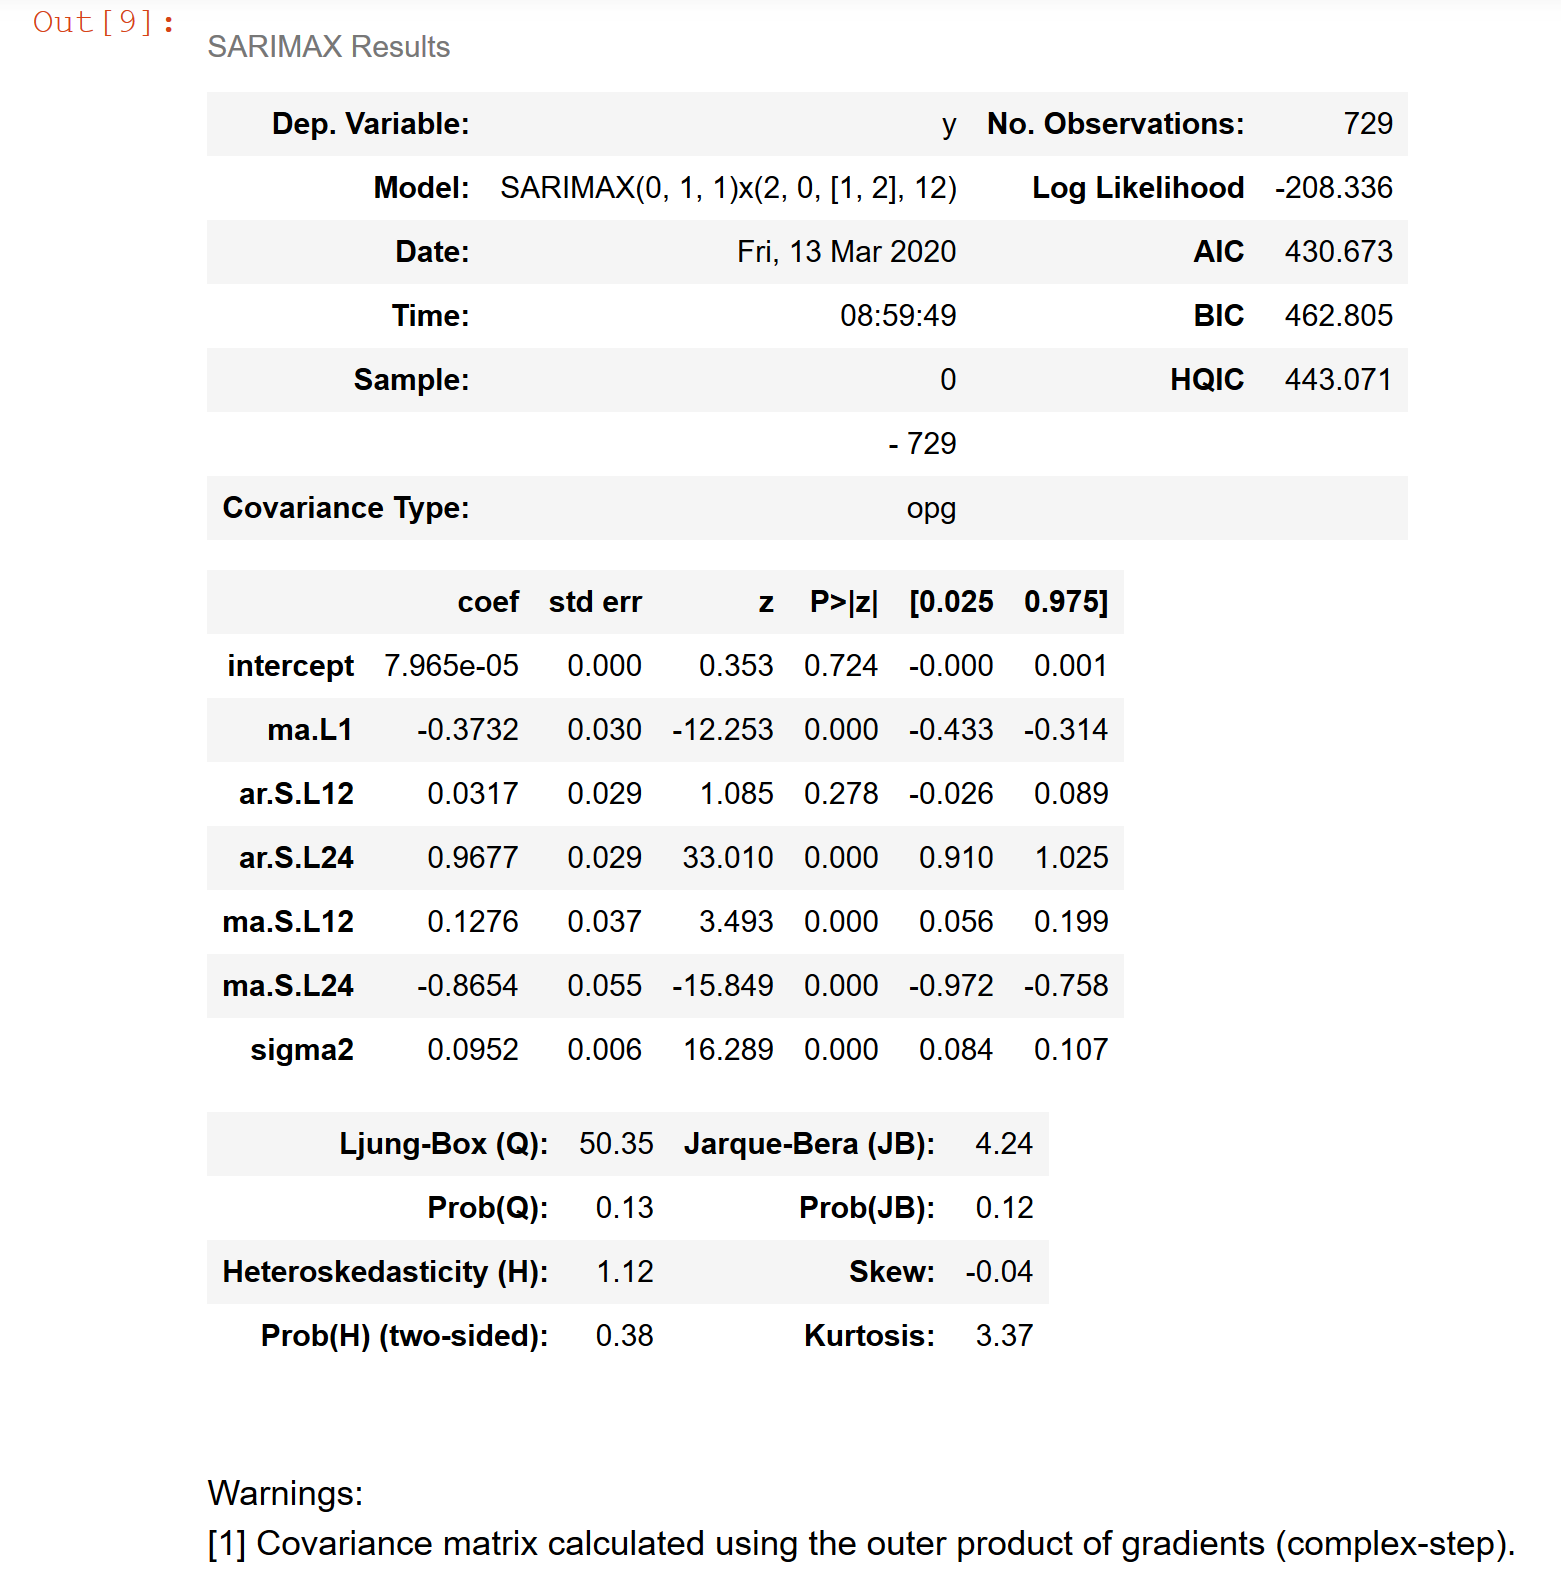 Out[9]:
SARIMAX Results
Dep. Variable: y No. Observations: 729
Model: SARIMAX(0, 1, 1)x(2, 0, [1, 2], 12) Log Likelihood -208.336
Date: Fri, 13 Mar 2020 AIC 430.673
Time: 08:59:49 BIC 462.805
Sample: 0 HQIC 443.071
- 729
Covariance Type: opg
coef std err z P>|z| [0.025 0.975]
intercept 7.965e-05 0.000 0.353 0.724 -0.000 0.001
ma.L1 -0.3732 0.030 -12.253 0.000 -0.433 -0.314
ar.S.L12 0.0317 0.029 1.085 0.278 -0.026 0.089
ar.S.L24 0.9677 0.029 33.010 0.000 0.910 1.025
ma.S.L12 0.1276 0.037 3.493 0.000 0.056 0.199
ma.S.L24 -0.8654 0.055 -15.849 0.000 -0.972 -0.758
sigma2 0.0952 0.006 16.289 0.000 0.084 0.107
Ljung-Box (Q): 50.35 Jarque-Bera (JB): 4.24
Prob(Q): 0.13 Prob(JB): 0.12
Heteroskedasticity (H): 1.12 Skew: -0.04
Prob(H) (two-sided): 0.38 Kurtosis: 3.37
Warnings:
[1] Covariance matrix calculated using the outer product of gradients (complex-step).